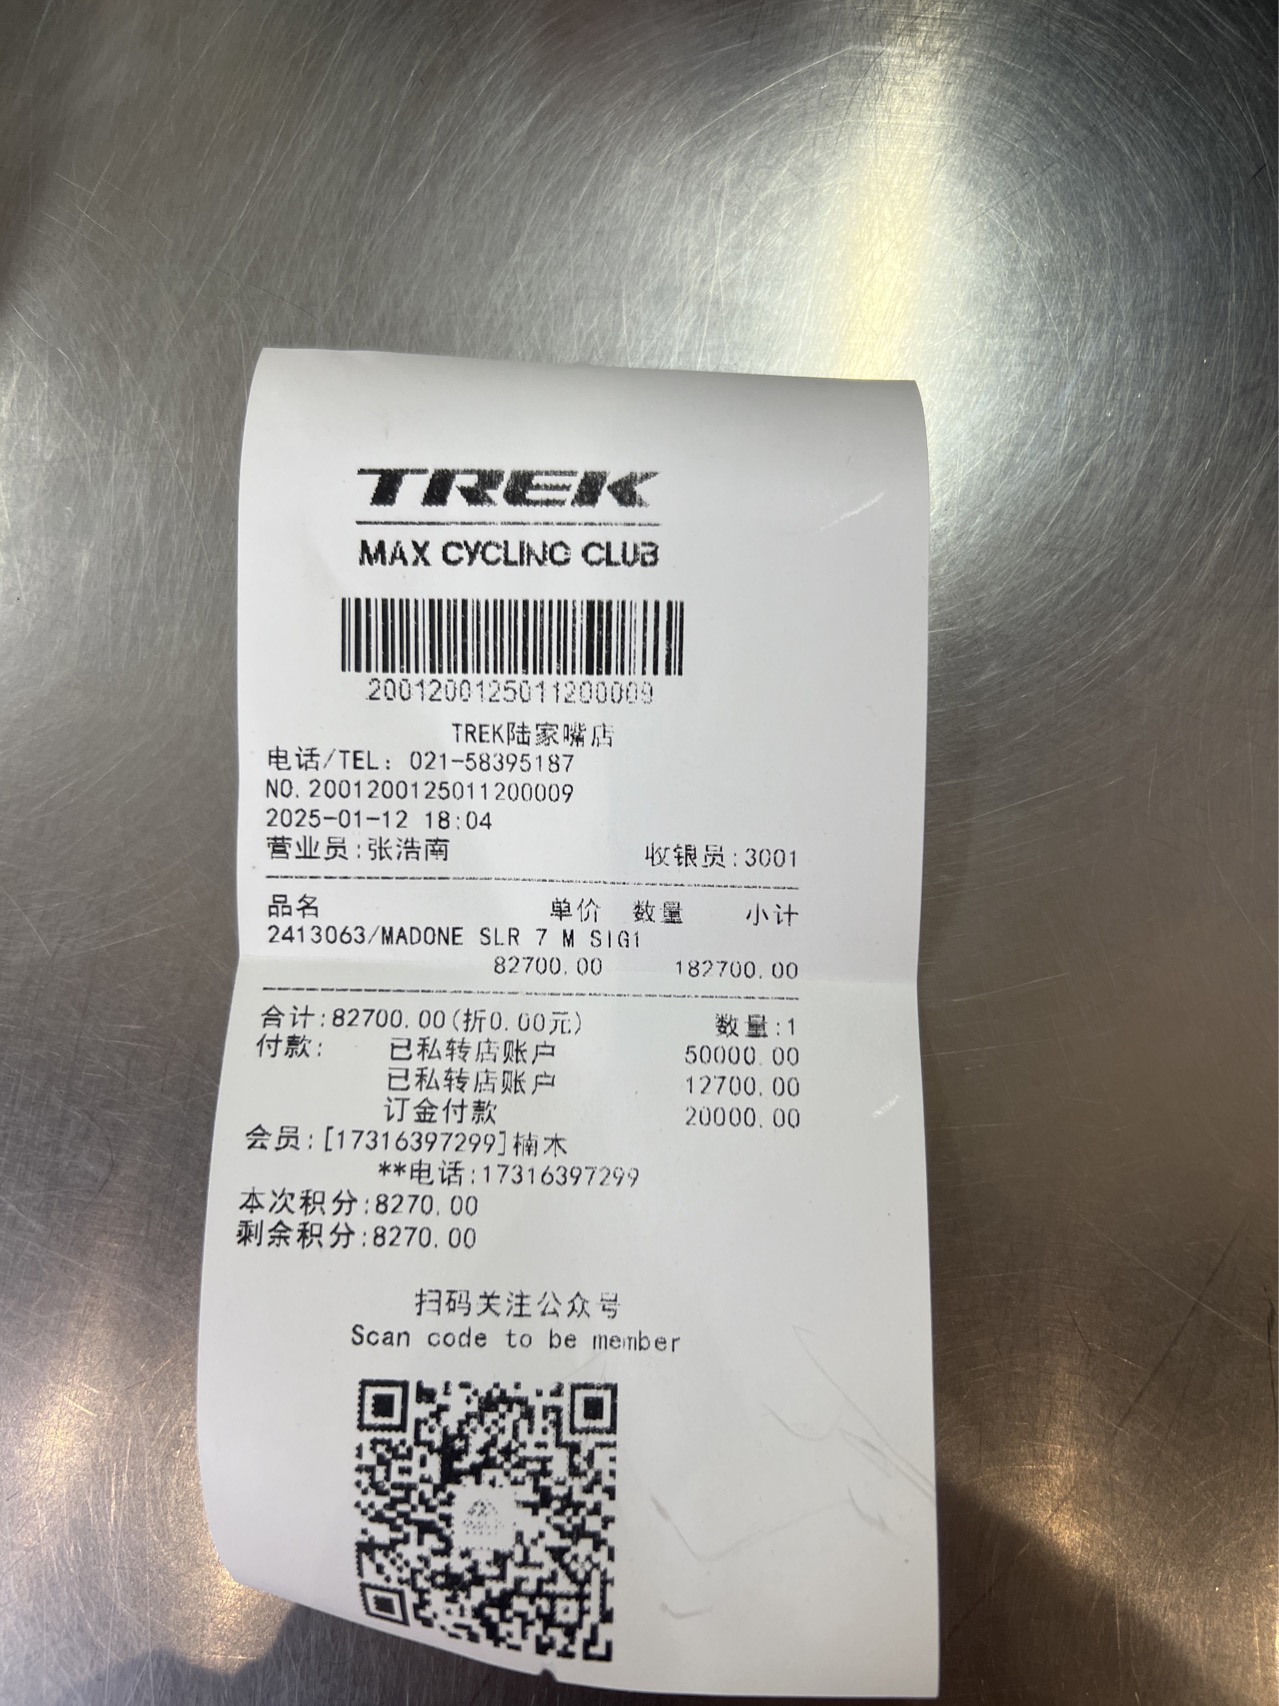 TREK
MAX CYCLING CLUB
2001200125011200009
TREK陆家嘴店
电话/TEL: 021-58395187
NO.2001200125011200009
2025-01-12 18:04
营业员:张浩南 收银员:3001
品名 单价 数量 小计
2413063/MADONE SLR 7 M SIG1
82700.00 182700.00
合计:82700.00(折0.00元) 数量:1
付款: 已私转店账户 50000.00
已私转店账户 12700.00
订金付款 20000.00
会员:[17316397299]楠木
**电话:17316397299
本次积分:8270.00
剩余积分:8270.00
扫码关注公众号
Scan code to be member